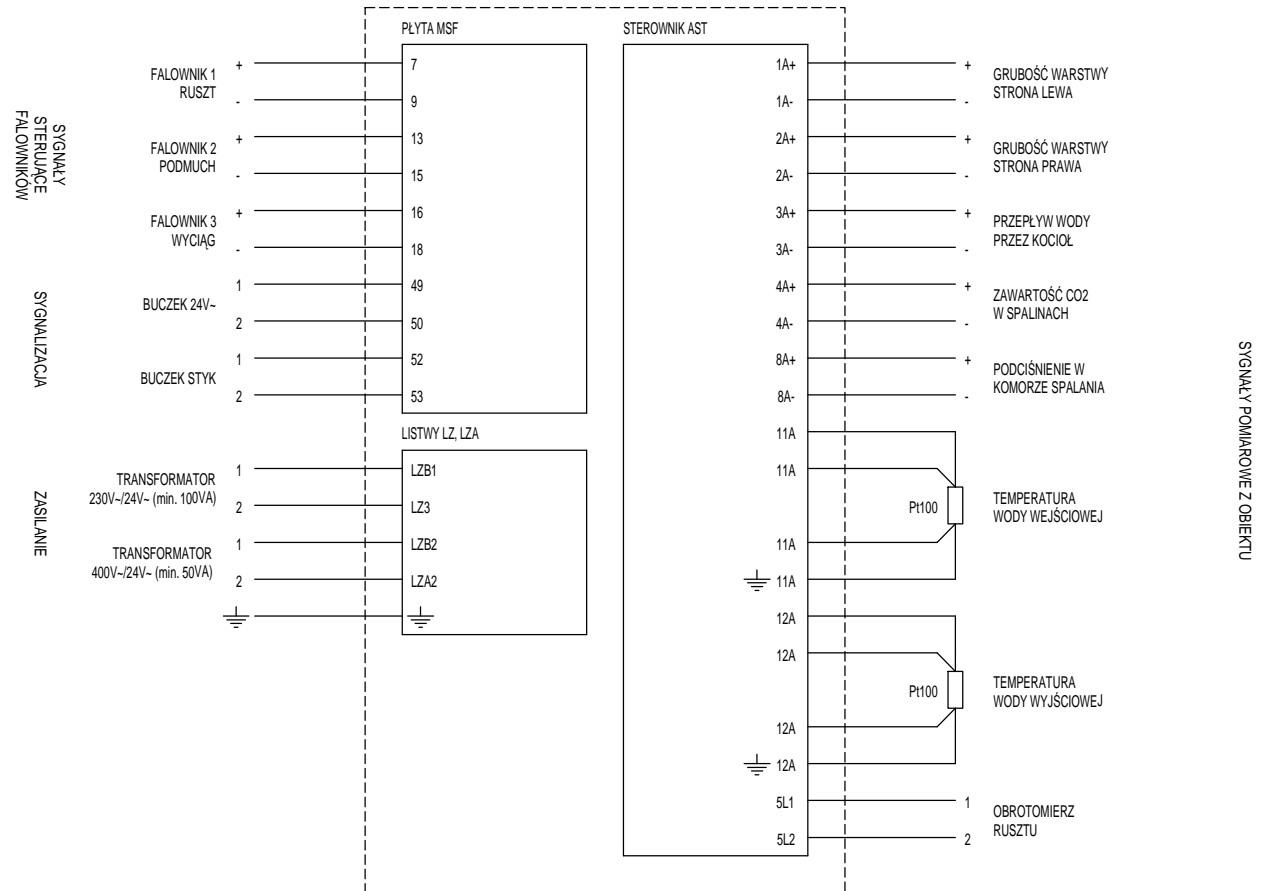 PŁYTA MSF
STEROWNIK AST
SYGNAŁY
STERUJĄCE
FALOWNIKÓW
FALOWNIK 1
RUSZT
+
-
7
9
FALOWNIK 2
PODMUCH
+
-
13
15
FALOWNIK 3
WYCIĄG
+
-
16
18
SYGNALIZACJA
BUCZEK 24V~
1
2
49
50
BUCZEK STYK
1
2
52
53
LISTWY LZ, LZA
ZASILANIE
TRANSFORMATOR
230V~/24V~ (min. 100VA)
1
2
LZB1
LZ3
TRANSFORMATOR
400V~/24V~ (min. 50VA)
1
2
LZB2
LZA2
1A+
1A-
+
-
GRUBOŚĆ WARSTWY
STRONA LEWA
2A+
2A-
+
-
GRUBOŚĆ WARSTWY
STRONA PRAWA
3A+
3A-
+
-
PRZEPŁYW WODY
PRZEZ KOCIOŁ
4A+
4A-
+
-
ZAWARTOŚĆ CO2
W SPALINACH
8A+
8A-
+
-
PODCIŚNIENIE W
KOMORZE SPALANIA
11A
11A
11A
11A
Pt100
TEMPERATURA
WODY WEJŚCIOWEJ
12A
12A
12A
12A
Pt100
TEMPERATURA
WODY WYJŚCIOWEJ
5L1
5L2
1
2
OBROTOMIERZ
RUSZTU
SYGNAŁY POMIAROWE Z OBIEKTU